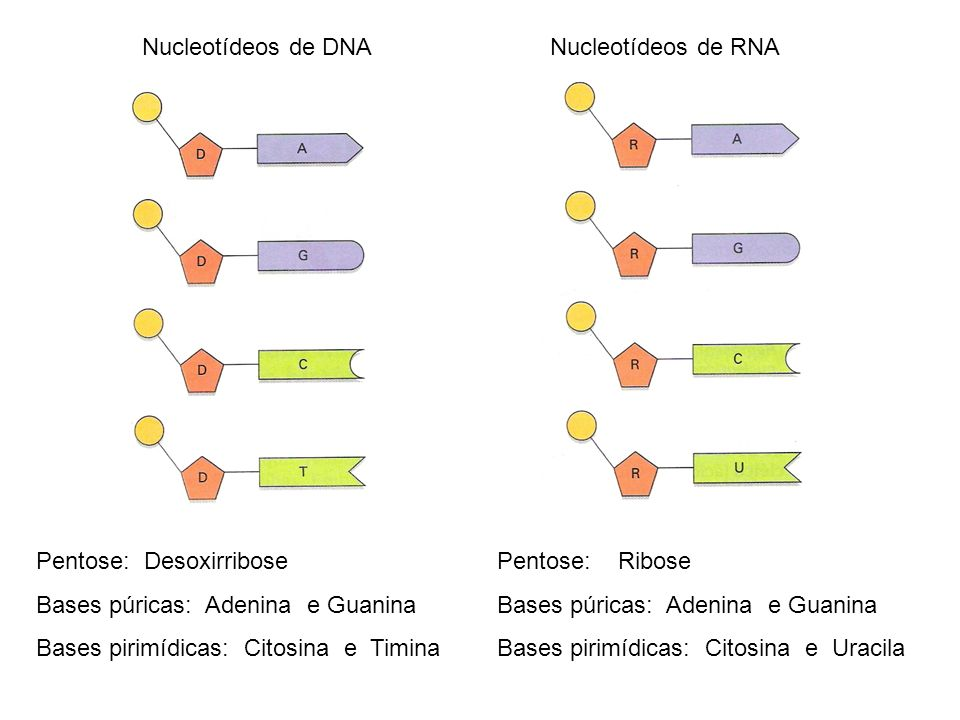 Nucleotídeos de DNA
Nucleotídeos de RNA
D A
D G
D C
D T
R A
R G
R C
R U
Pentose: Desoxirribose
Bases púricas: Adenina e Guanina
Bases pirimídicas: Citosina e Timina
Pentose: Ribose
Bases púricas: Adenina e Guanina
Bases pirimídicas: Citosina e Uracila